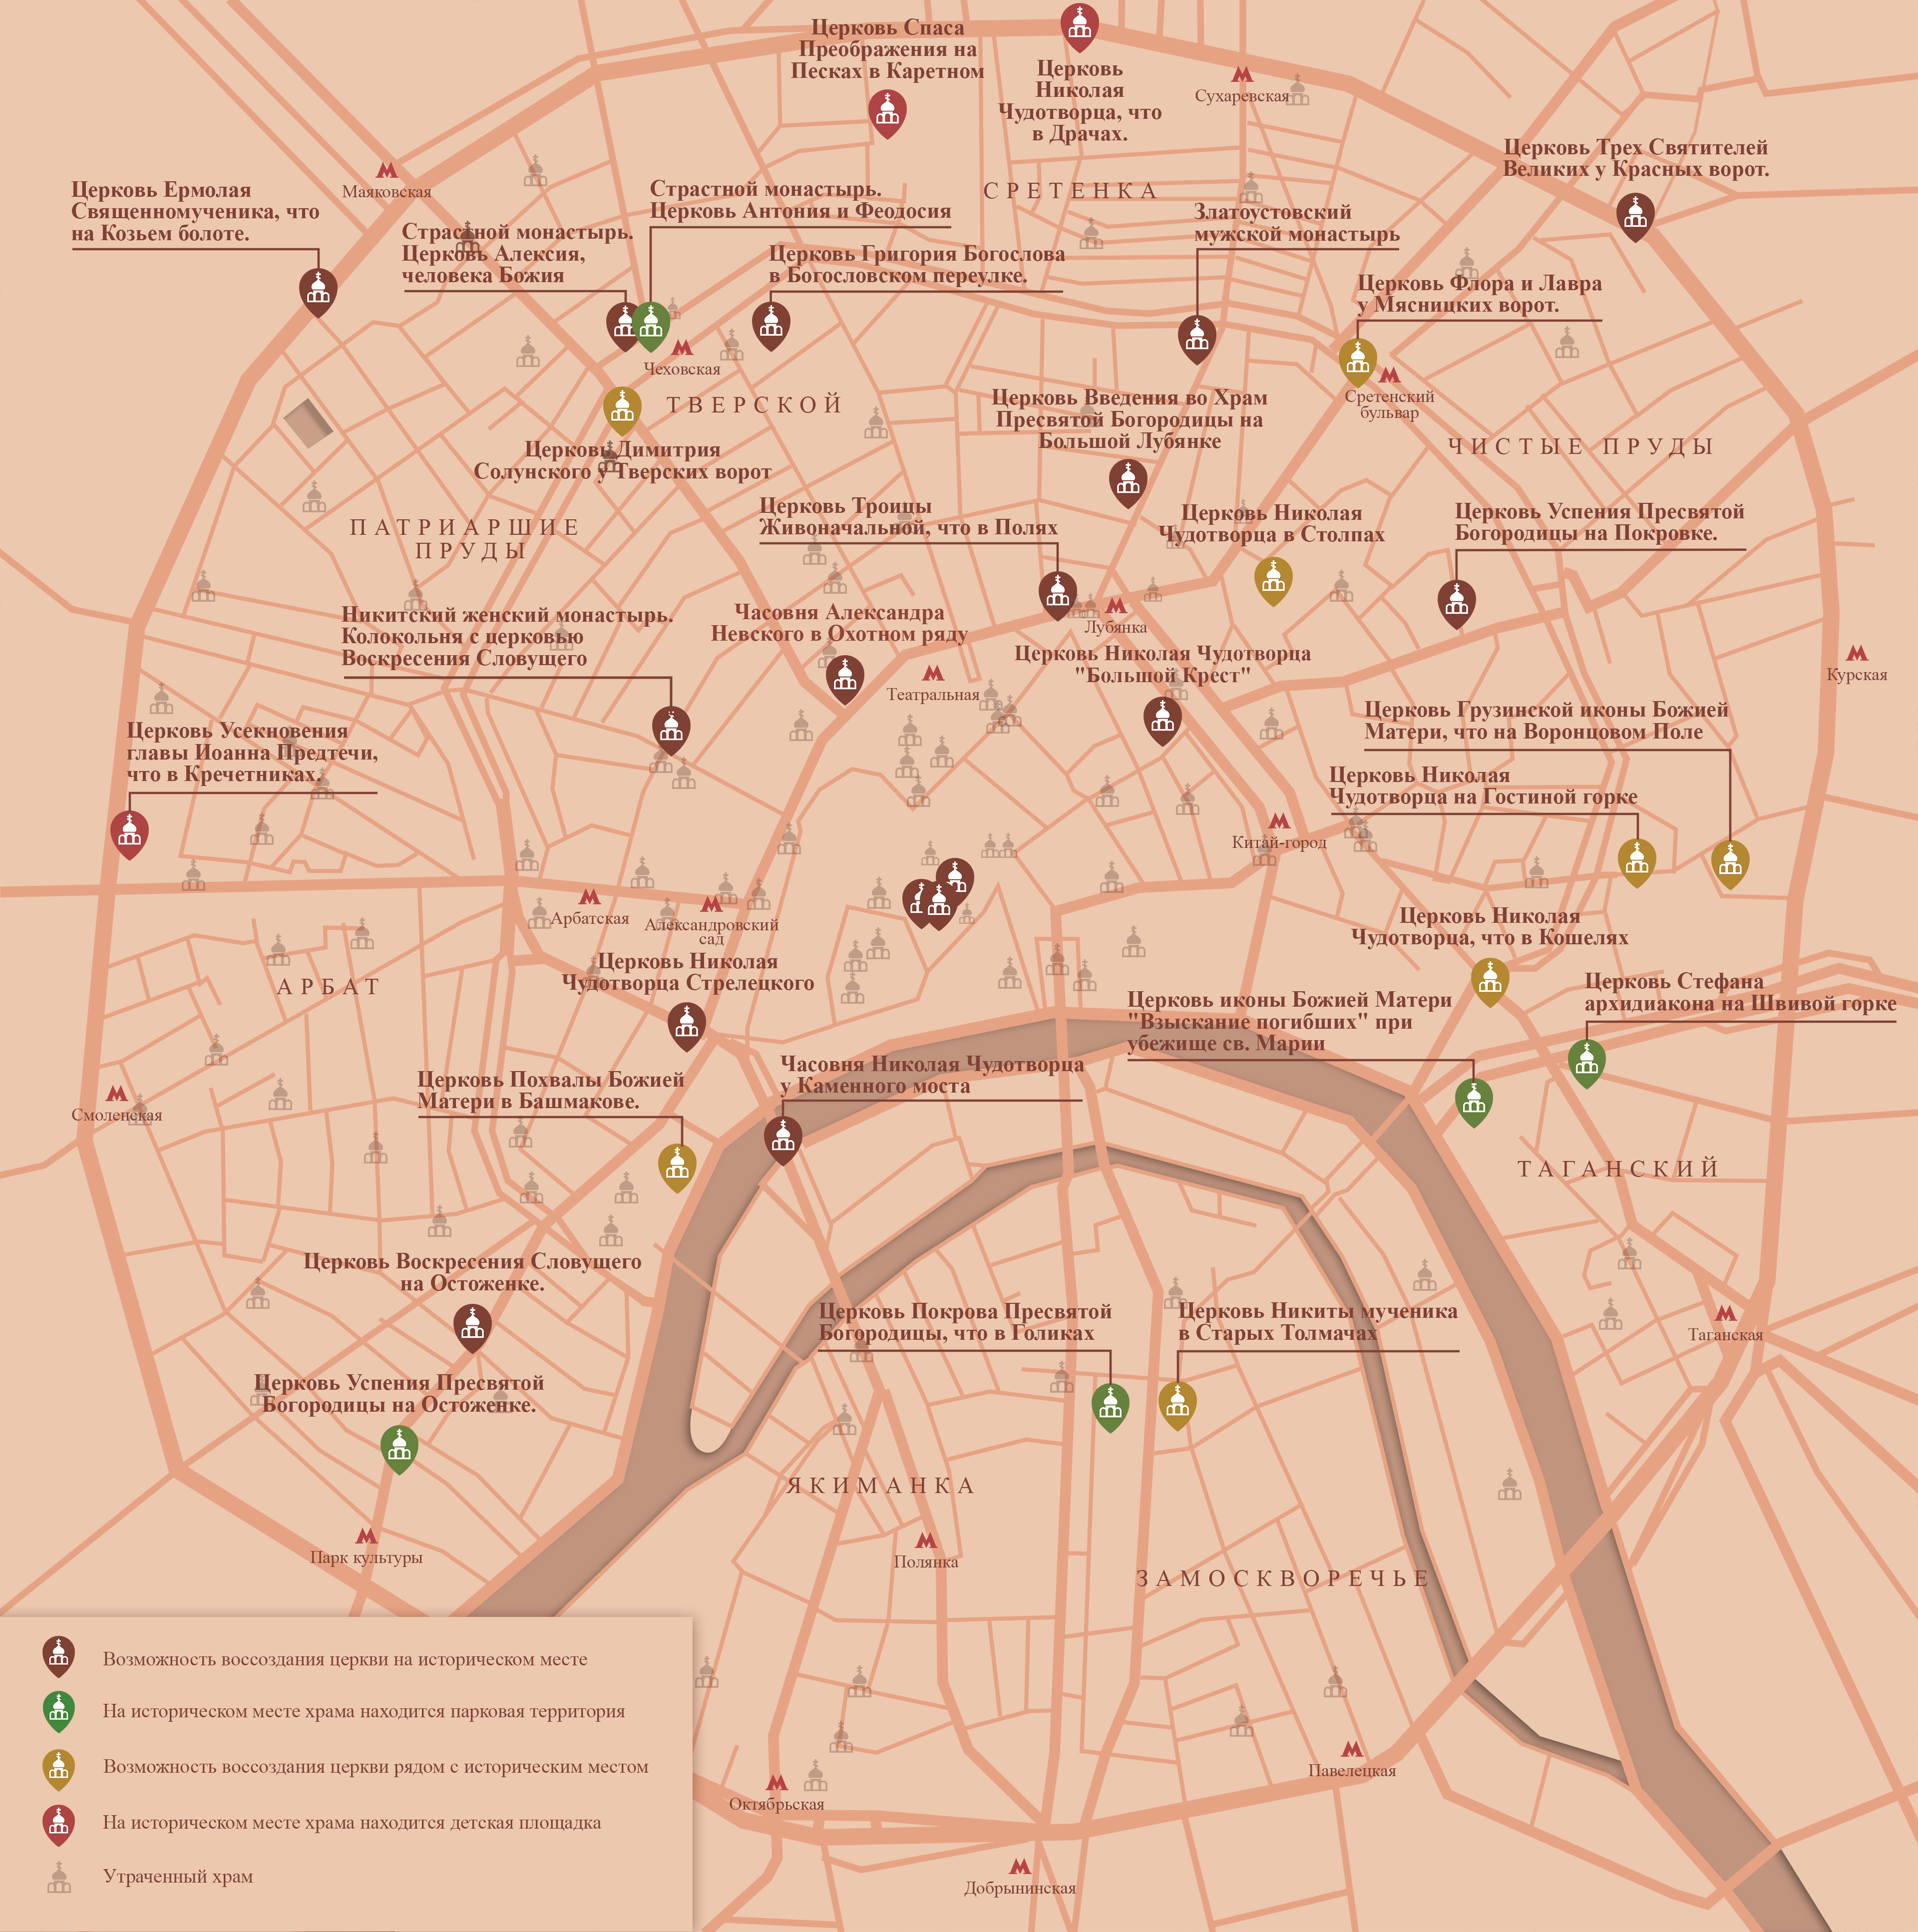 Церковь Спаса
Преображения на
Песках в Каретном
Церковь
Николая
Чудотворца, что
в Драчах.
Сухаревская
Церковь Трех Святителей
Великих у Красных ворот.
Маяковская
Церковь Ермолая
Священномученика, что
на Козьем болоте.
Страстной монастырь.
Церковь Антония и Феодосия
СРЕТЕНКА
Златоустовский
мужской монастырь
Страстной монастырь.
Церковь Алексия,
человека Божия
Церковь Григория Богослова
в Богословском переулке.
Церковь Флора и Лавра
у Мясницких ворот.
Чеховская
ТВЕРСКОЙ
Сретенский
бульвар
Церковь Введения во Храм
Пресвятой Богородицы на
Большой Лубянке
ЧИСТЫЕ ПРУДЫ
Церковь Димитрия
Солунского у Тверских ворот
ПАТРИАРШИЕ
ПРУДЫ
Церковь Троицы
Живоначальной, что в Полях
Церковь Николая
Чудотворца в Столпах
Церковь Успения Пресвятой
Богородицы на Покровке.
Никитский женский монастырь.
Колокольня с церковью
Воскресения Словущего
Часовня Александра
Невского в Охотном ряду
Лубянка
Церковь Николая Чудотворца
"Большой Крест"
Театральная
Курская
Церковь Усекновения
главы Иоанна Предтечи,
что в Кречетниках.
Церковь Грузинской иконы Божией
Матери, что на Воронцовом Поле
Церковь Николая
Чудотворца на Гостиной горке
Китай-город
Арбатская
Александровский
сад
Церковь Николая
Чудотворца, что в Кошелях
АРБАТ
Церковь Николая
Чудотворца Стрелецкого
Церковь иконы Божией Матери
"Взыскание погибших" при
убежище св. Марии
Церковь Стефана
архидиакона на Швивой горке
Смоленская
Церковь Похвалы Божией
Матери в Башмакове.
Часовня Николая Чудотворца
у Каменного моста
ТАГАНСКИЙ
Церковь Воскресения Словущего
на Остоженке.
Церковь Покрова Пресвятой
Богородицы, что в Голиках
Церковь Никиты мученика
в Старых Толмачах
Таганская
Церковь Успения Пресвятой
Богородицы на Остоженке.
ЯКИМАНКА
Парк культуры
Полянка
ЗАМОСКВОРЕЧЬЕ
Павелецкая
Октябрьская
Добрынинская
Возможность воссоздания церкви на историческом месте
На историческом месте храма находится парковая территория
Возможность воссоздания церкви рядом с историческим местом
На историческом месте храма находится детская площадка
Утраченный храм